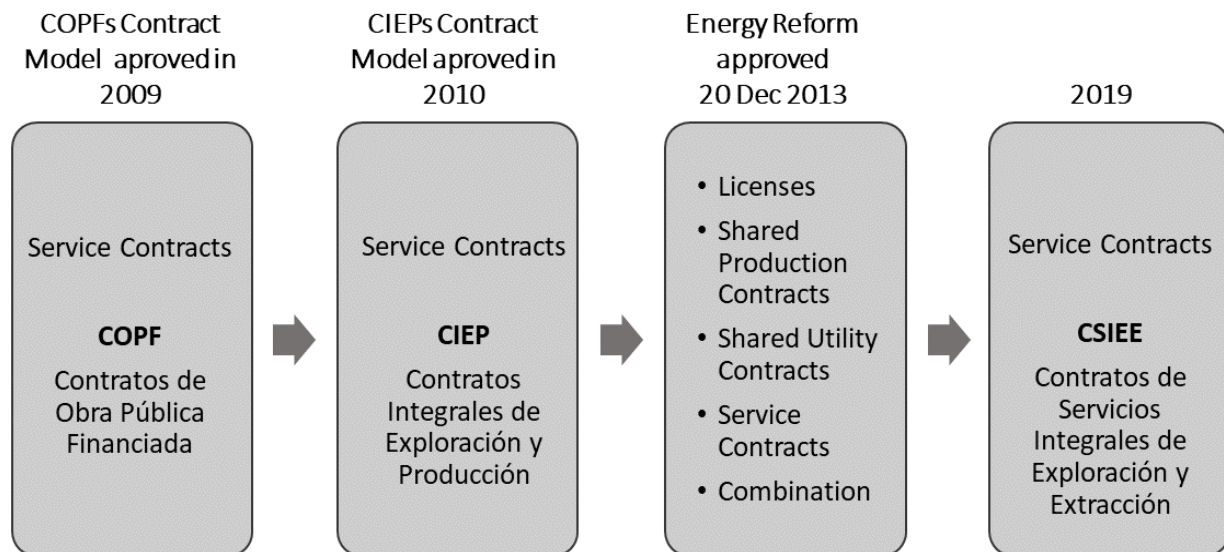 COPFs Contract
Model aproved in
2009
Service Contracts
COPF
Contratos de
Obra Pública
Financiada
CIEPs Contract
Model aproved in
2010
Service Contracts
CIEP
Contratos
Integrales de
Exploración y
Producción
Energy Reform
approved
20 Dec 2013
• Licenses
• Shared
Production
Contracts
• Shared Utility
Contracts
• Service
Contracts
• Combination
2019
Service Contracts
CSIEE
Contratos de
Servicios
Integrales de
Exploración y
Extracción